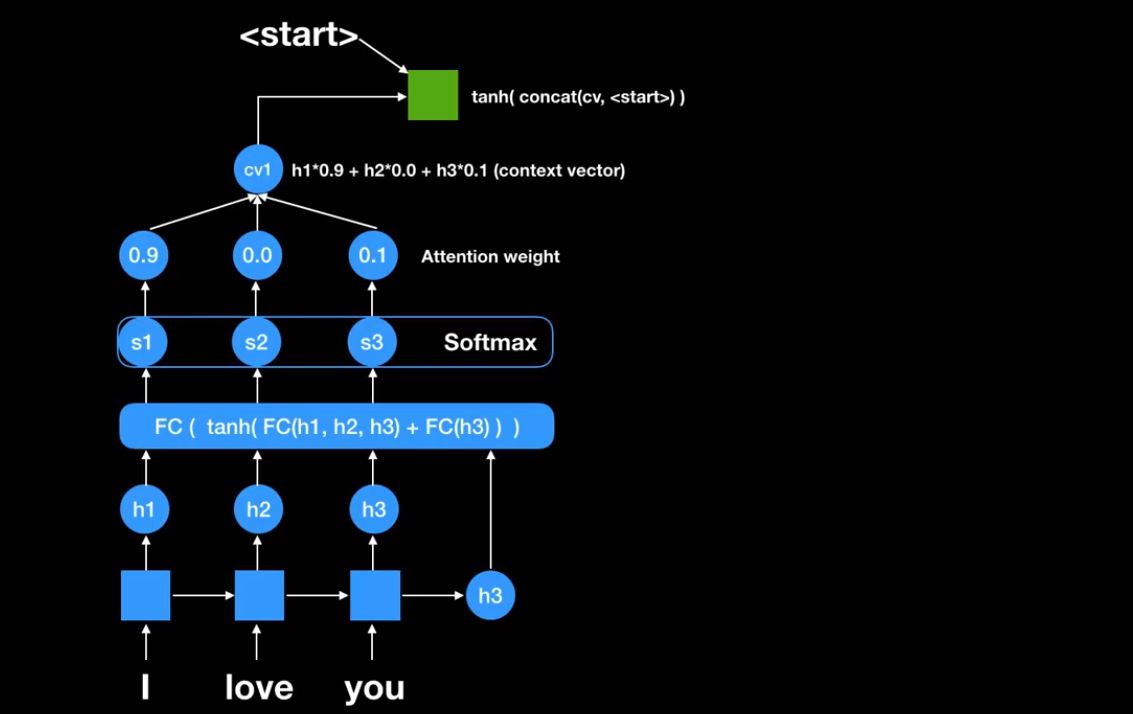 <start>
tanh( concat(cv, <start>) )
cv1 h1*0.9 + h2*0.0 + h3*0.1 (context vector)
0.9 0.0 0.1 Attention weight
s1 s2 s3 Softmax
FC ( tanh( FC(h1, h2, h3) + FC(h3) ) )
h1 h2 h3
h3
I love you